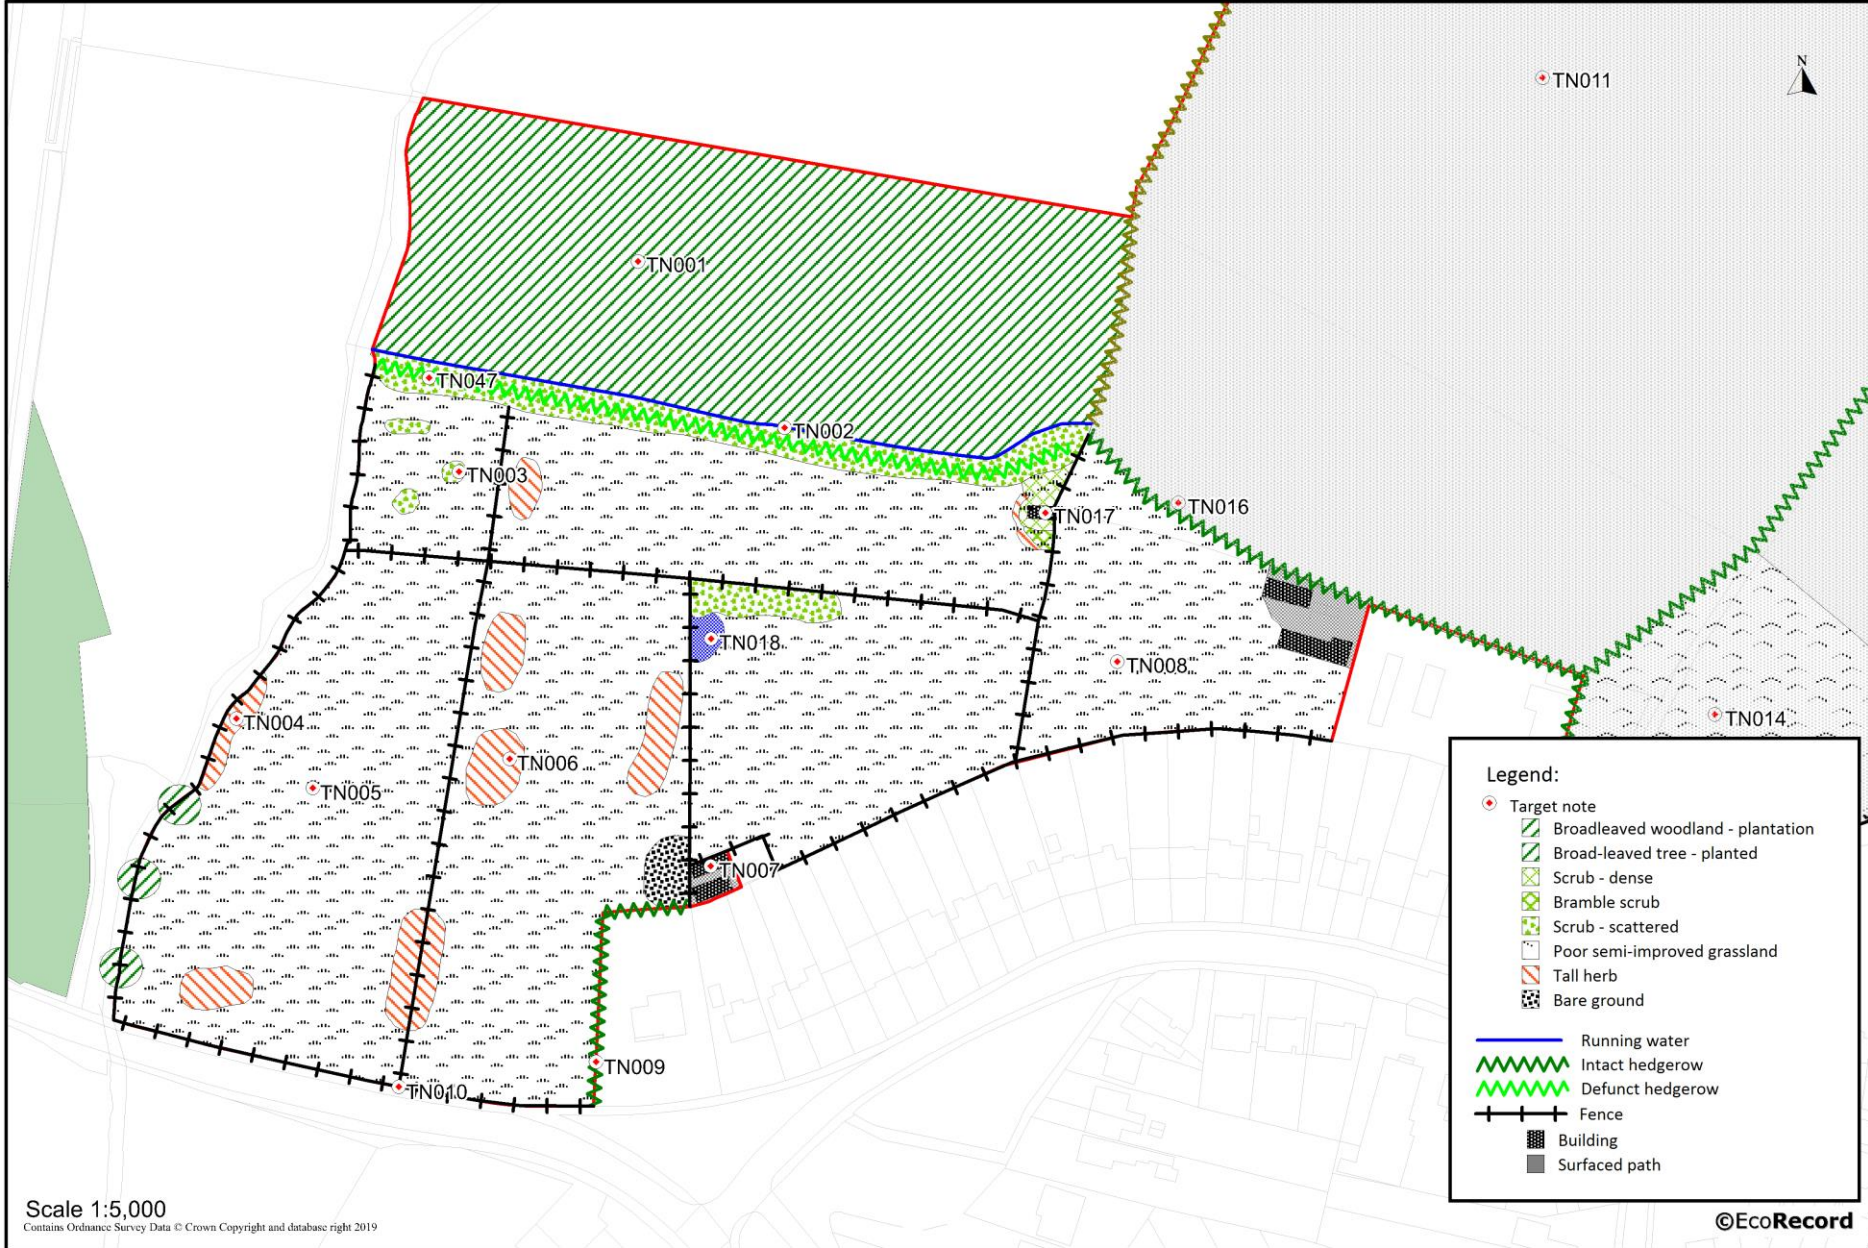 TN011
N
TN001
TN047
TN002
TN003
TN016
TN017
TN018
TN008
TN004
TN014
TN006
TN005
TN007
TN009
TN010
Legend:
Target note
Broadleaved woodland - plantation
Broad-leaved tree - planted
Scrub - dense
Bramble scrub
Scrub - scattered
Poor semi-improved grassland
Tall herb
Bare ground
Running water
Intact hedgerow
Defunct hedgerow
Fence
Building
Surfaced path
Scale 1:5,000
Contains Ordnance Survey Data © Crown Copyright and database right 2019
©EcoRecord